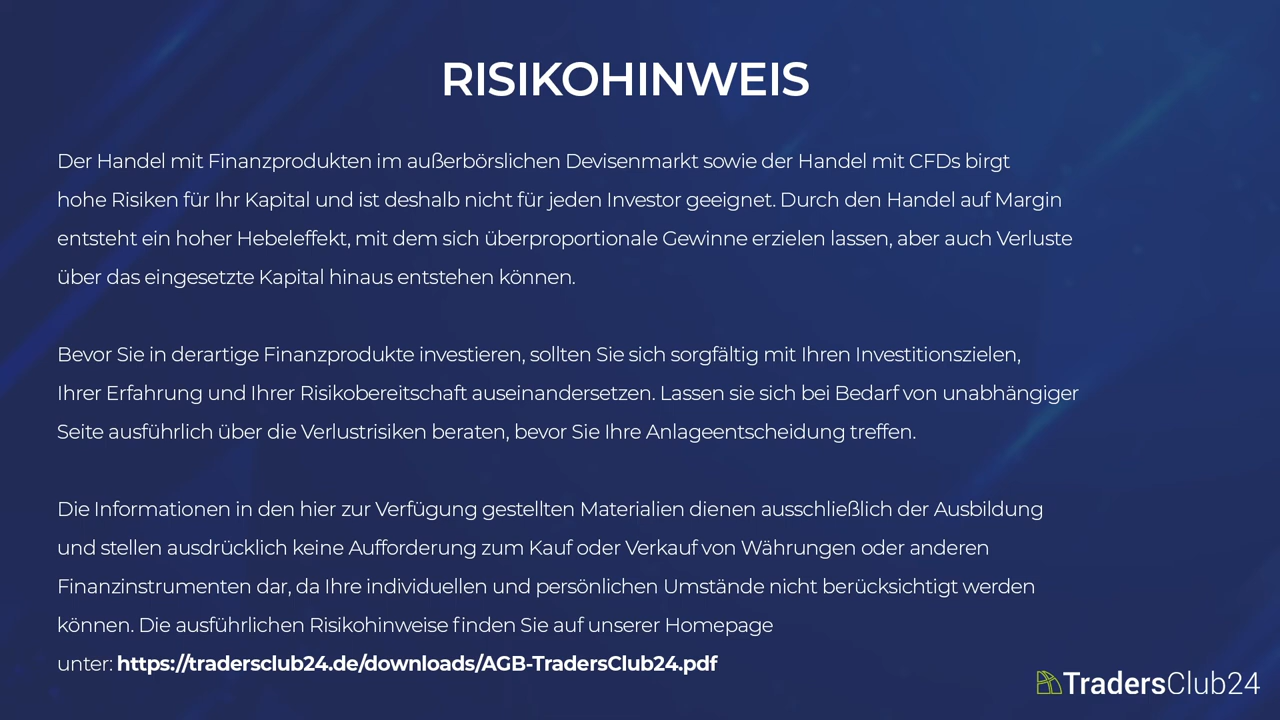 RISIKOHINWEIS
Der Handel mit Finanzprodukten im außerbörslichen Devisenmarkt sowie der Handel mit CFDs birgt
hohe Risiken für Ihr Kapital und ist deshalb nicht für jeden Investor geeignet. Durch den Handel auf Margin
entsteht ein hoher Hebeleffekt, mit dem sich überproportionale Gewinne erzielen lassen, aber auch Verluste
über das eingesetzte Kapital hinaus entstehen können.
Bevor Sie in derartige Finanzprodukte investieren, sollten Sie sich sorgfältig mit Ihren Investitionszielen,
Ihrer Erfahrung und Ihrer Risikobereitschaft auseinandersetzen. Lassen sie sich bei Bedarf von unabhängiger
Seite ausführlich über die Verlustrisiken beraten, bevor Sie Ihre Anlageentscheidung treffen.
Die Informationen in den hier zur Verfügung gestellten Materialien dienen ausschließlich der Ausbildung
und stellen ausdrücklich keine Aufforderung zum Kauf oder Verkauf von Währungen oder anderen
Finanzinstrumenten dar, da Ihre individuellen und persönlichen Umstände nicht berücksichtigt werden
können. Die ausführlichen Risikohinweise finden Sie auf unserer Homepage
unter: https://tradersclub24.de/downloads/AGB-TradersClub24.pdf
TradersClub24